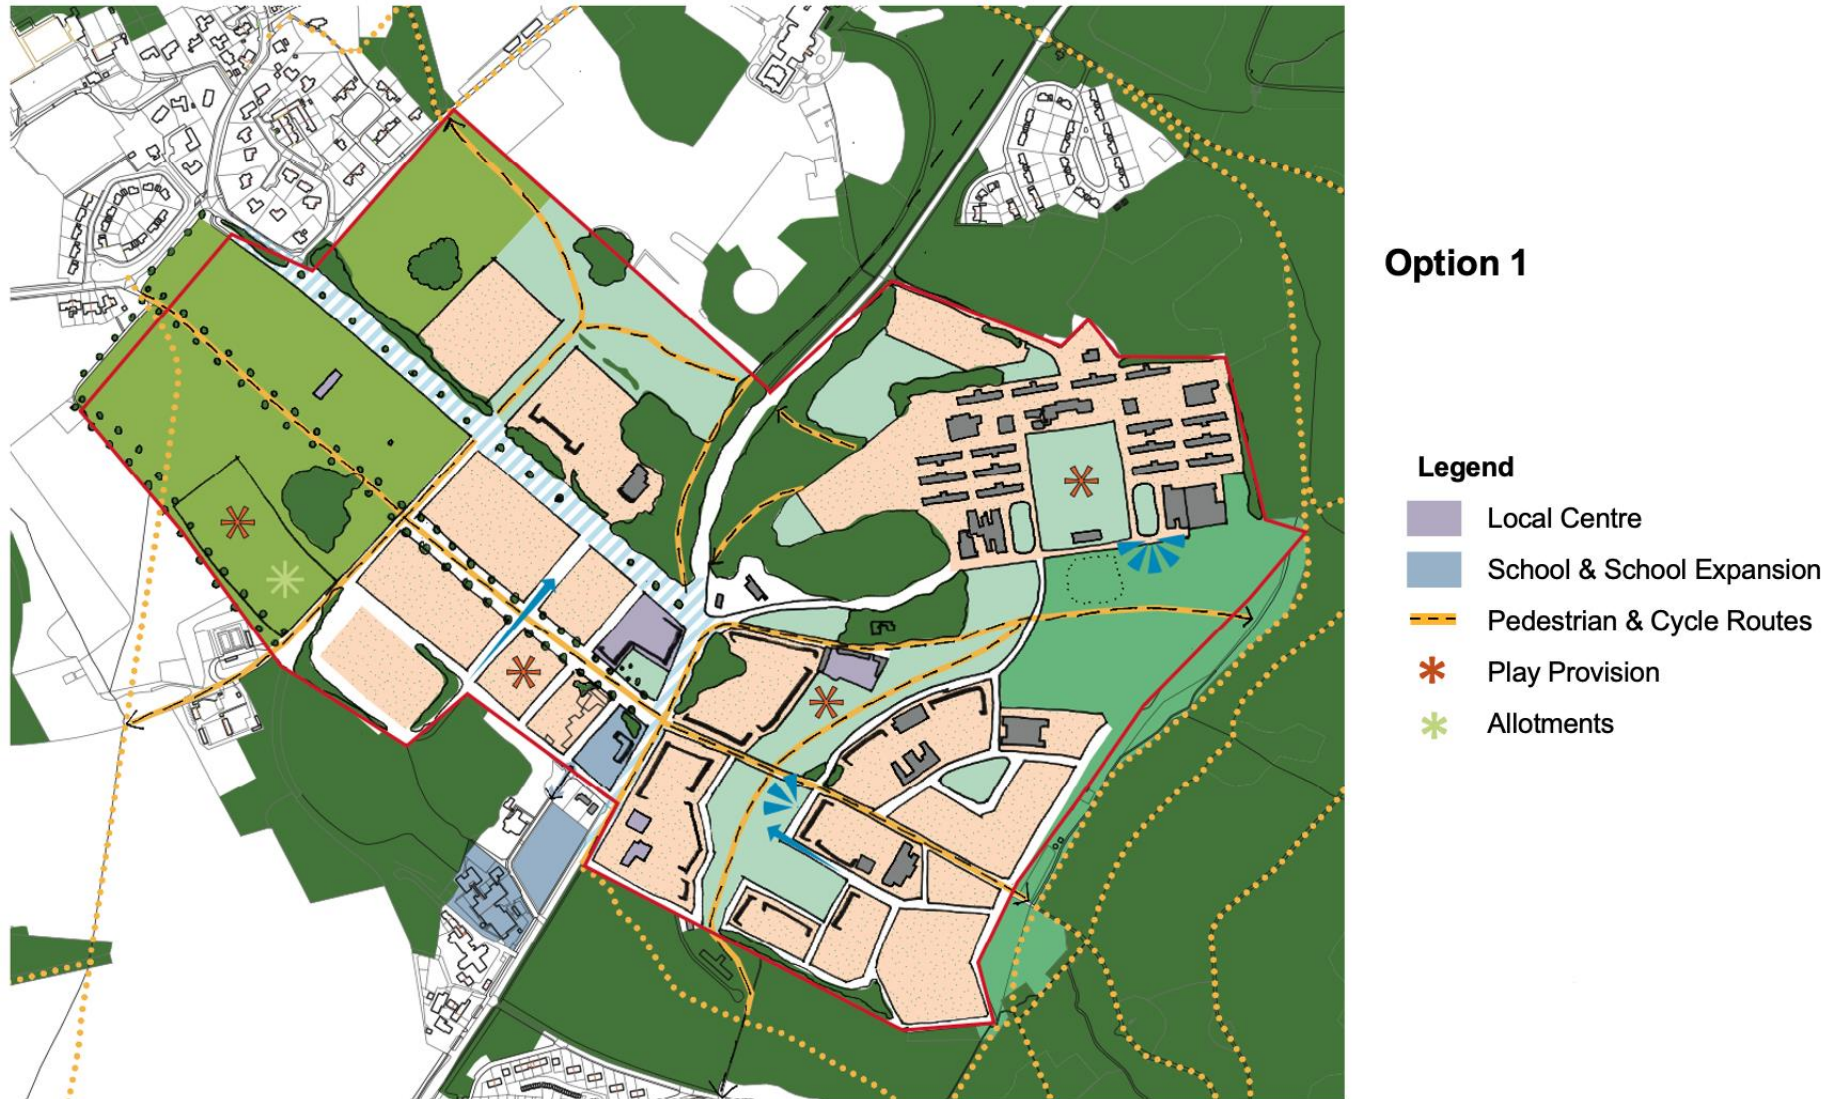 Option 1
Legend
Local Centre
School & School Expansion
Pedestrian & Cycle Routes
Play Provision
Allotments